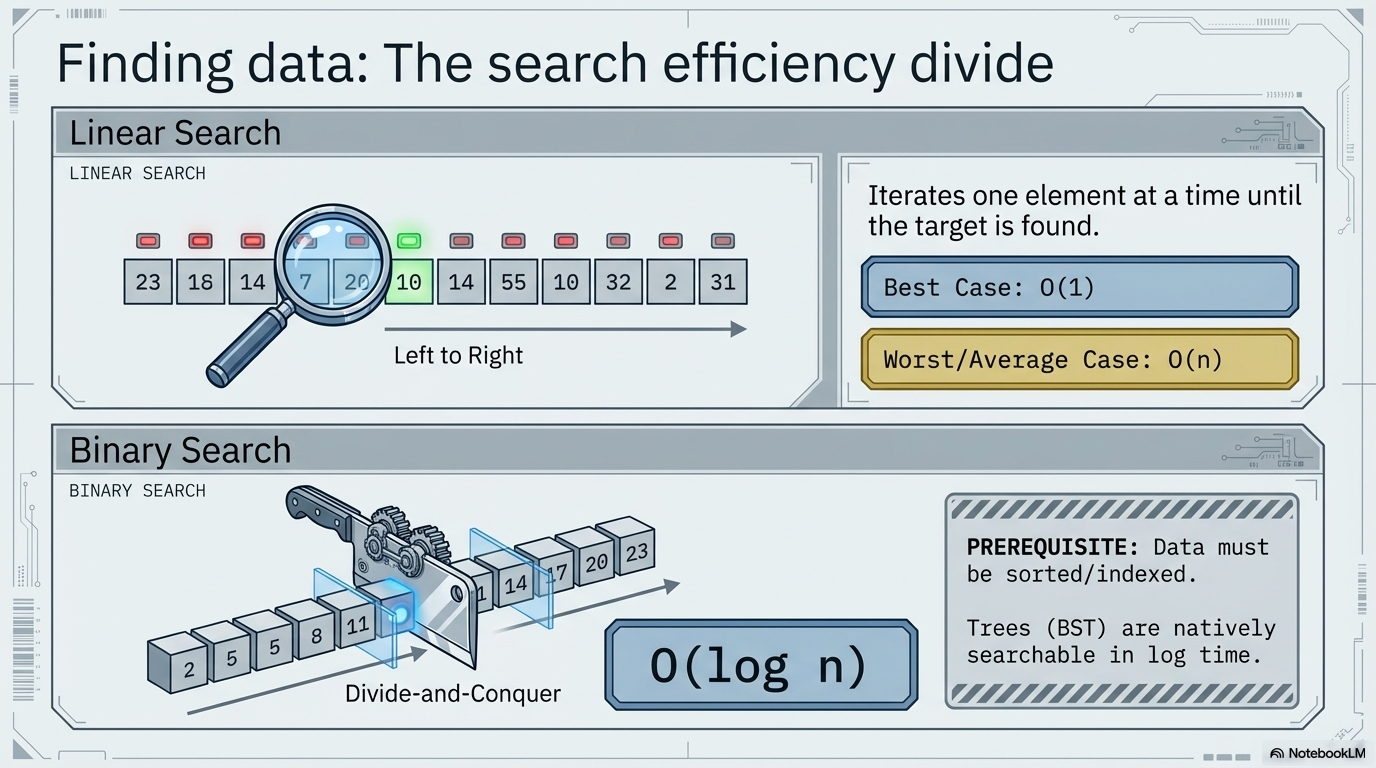 Finding data: The search efficiency divide
Linear Search
LINEAR SEARCH
23 18 14 7 20 10 14 55 10 32 2 31
Left to Right
Iterates one element at a time until
the target is found.
Best Case: O(1)
Worst/Average Case: O(n)
Binary Search
BINARY SEARCH
2 5 5 8 11 14 17 20 23
Divide-and-Conquer
O(log n)
PREREQUISITE: Data must
be sorted/indexed.
Trees (BST) are natively
searchable in log time.
NotebookLM